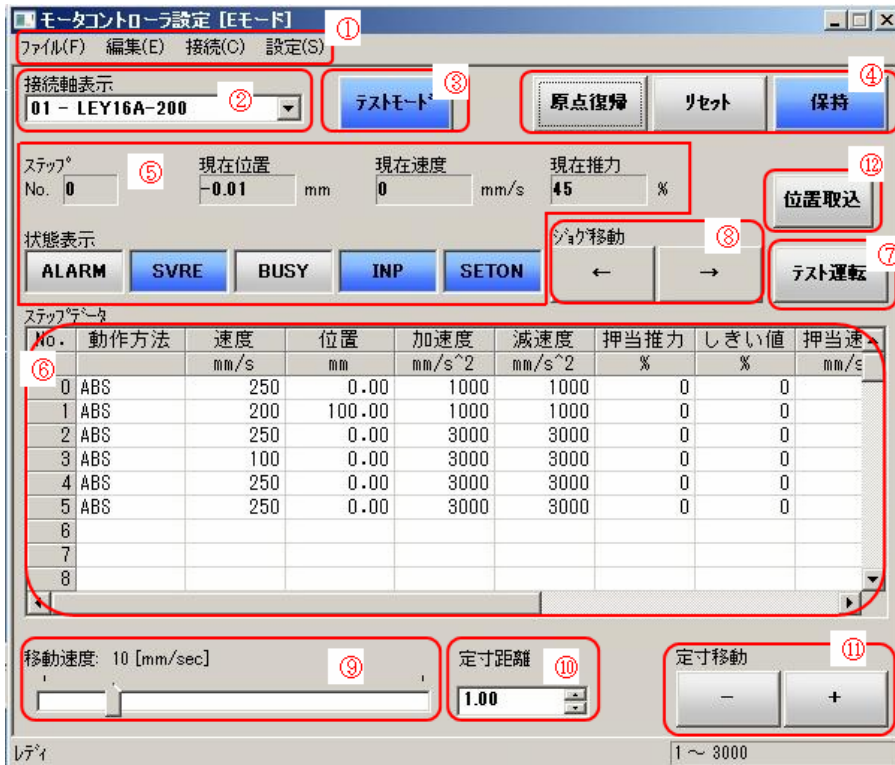 モータコントローラ設定 [Eモード]
①
ファイル(F) 編集(E) 接続(C) 設定(S)
接続軸表示
01 - LEY16A-200
②
テストモード
③
④
原点復帰 リセット 保持
ステップ
No. 0
⑤
現在位置
-0.01 mm
現在速度
0 mm/s
現在推力
45 %
⑫
位置取込
状態表示
ALARM SVRE BUSY INP SETON
ジョグ移動
⑧
← →
⑦
テスト運転
ステップデータ
⑥
No. 動作方法 速度 位置 加速度 減速度 押当推力 しきい値 押当速
mm/s mm mm/s^2 mm/s^2 % % mm/s
0 ABS 250 0.00 1000 1000 0 0
1 ABS 200 100.00 1000 1000 0 0
2 ABS 250 0.00 3000 3000 0 0
3 ABS 100 0.00 3000 3000 0 0
4 ABS 250 0.00 3000 3000 0 0
5 ABS 250 0.00 3000 3000 0 0
6
7
8
移動速度: 10 [mm/sec]
⑨
定寸距離
⑩
1.00
定寸移動
⑪
- +
レディ
1 ～ 3000